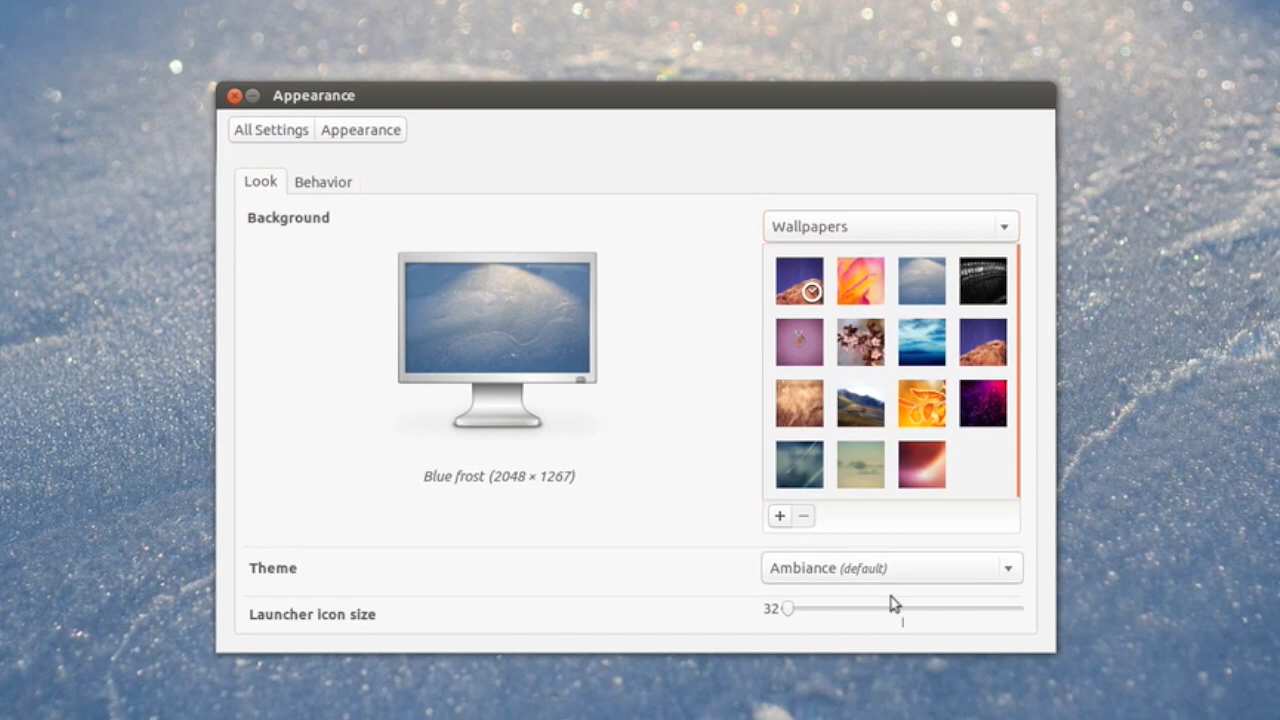 Appearance
All Settings Appearance
Look Behavior
Background
Wallpapers
Blue frost (2048 × 1267)
Theme
Ambiance (default)
Launcher icon size
32